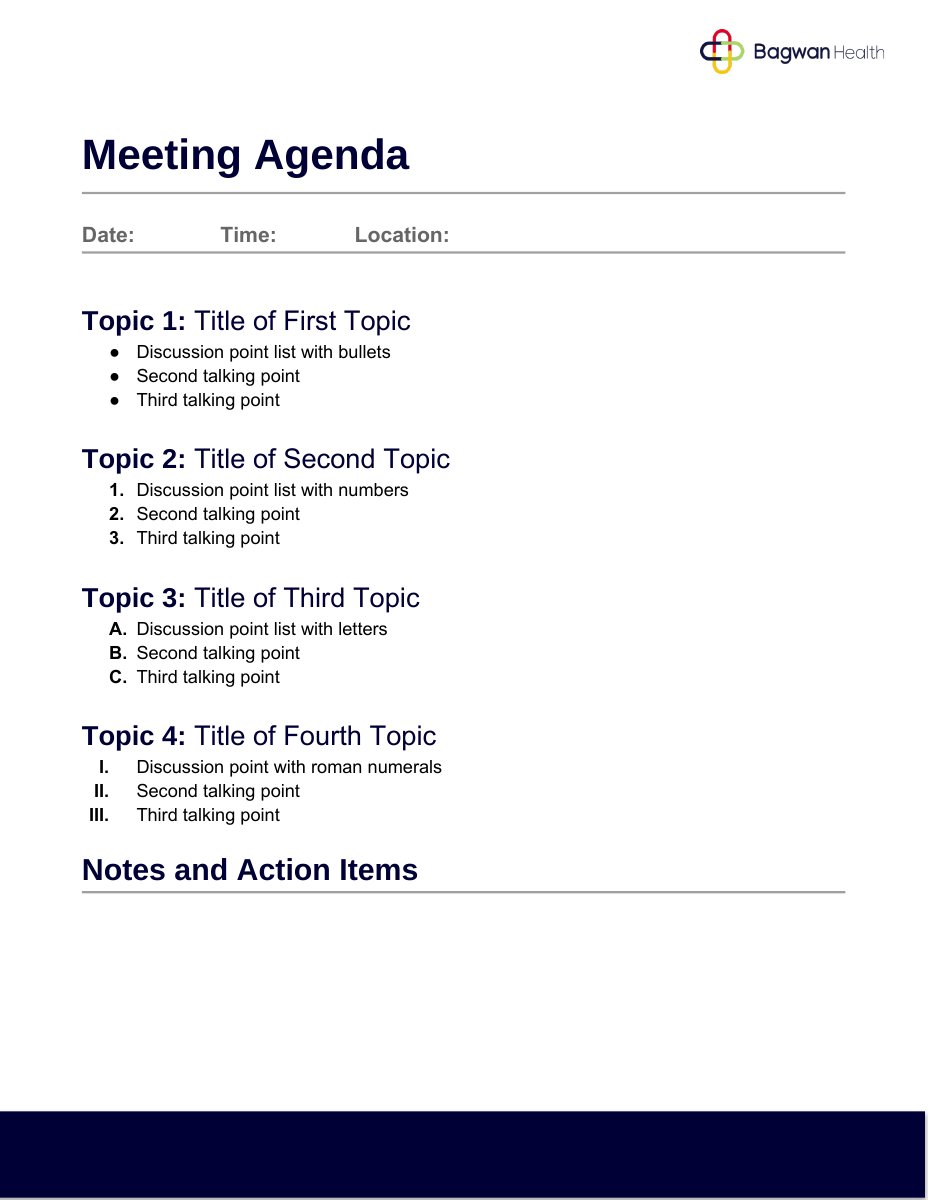 Bagwan Health
Meeting Agenda
Date: Time: Location:
Topic 1: Title of First Topic
● Discussion point list with bullets
● Second talking point
● Third talking point
Topic 2: Title of Second Topic
1. Discussion point list with numbers
2. Second talking point
3. Third talking point
Topic 3: Title of Third Topic
A. Discussion point list with letters
B. Second talking point
C. Third talking point
Topic 4: Title of Fourth Topic
I. Discussion point with roman numerals
II. Second talking point
III. Third talking point
Notes and Action Items